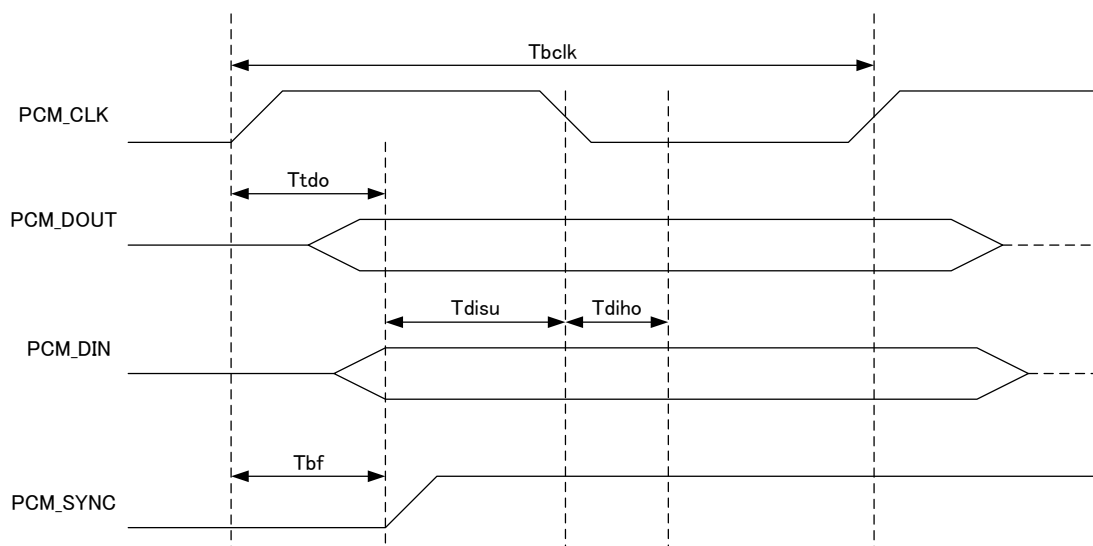 Tbclk
PCM_CLK
Ttdo
PCM_DOUT
Tdisu Tdiho
PCM_DIN
Tbf
PCM_SYNC